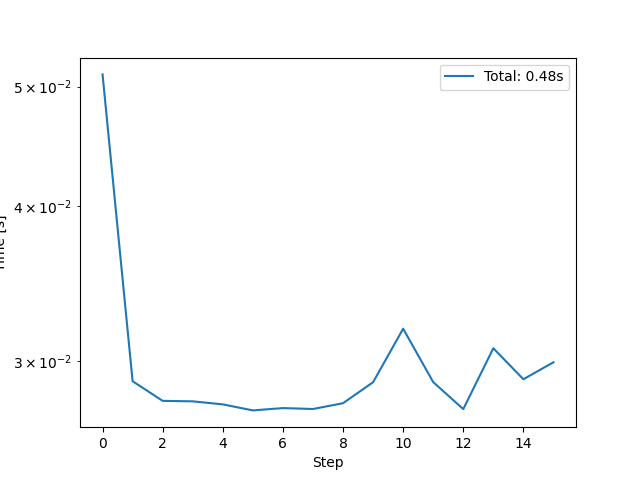 Total: 0.48s
5 × 10⁻²
4 × 10⁻²
3 × 10⁻²
0 2 4 6 8 10 12 14
Step
[s]